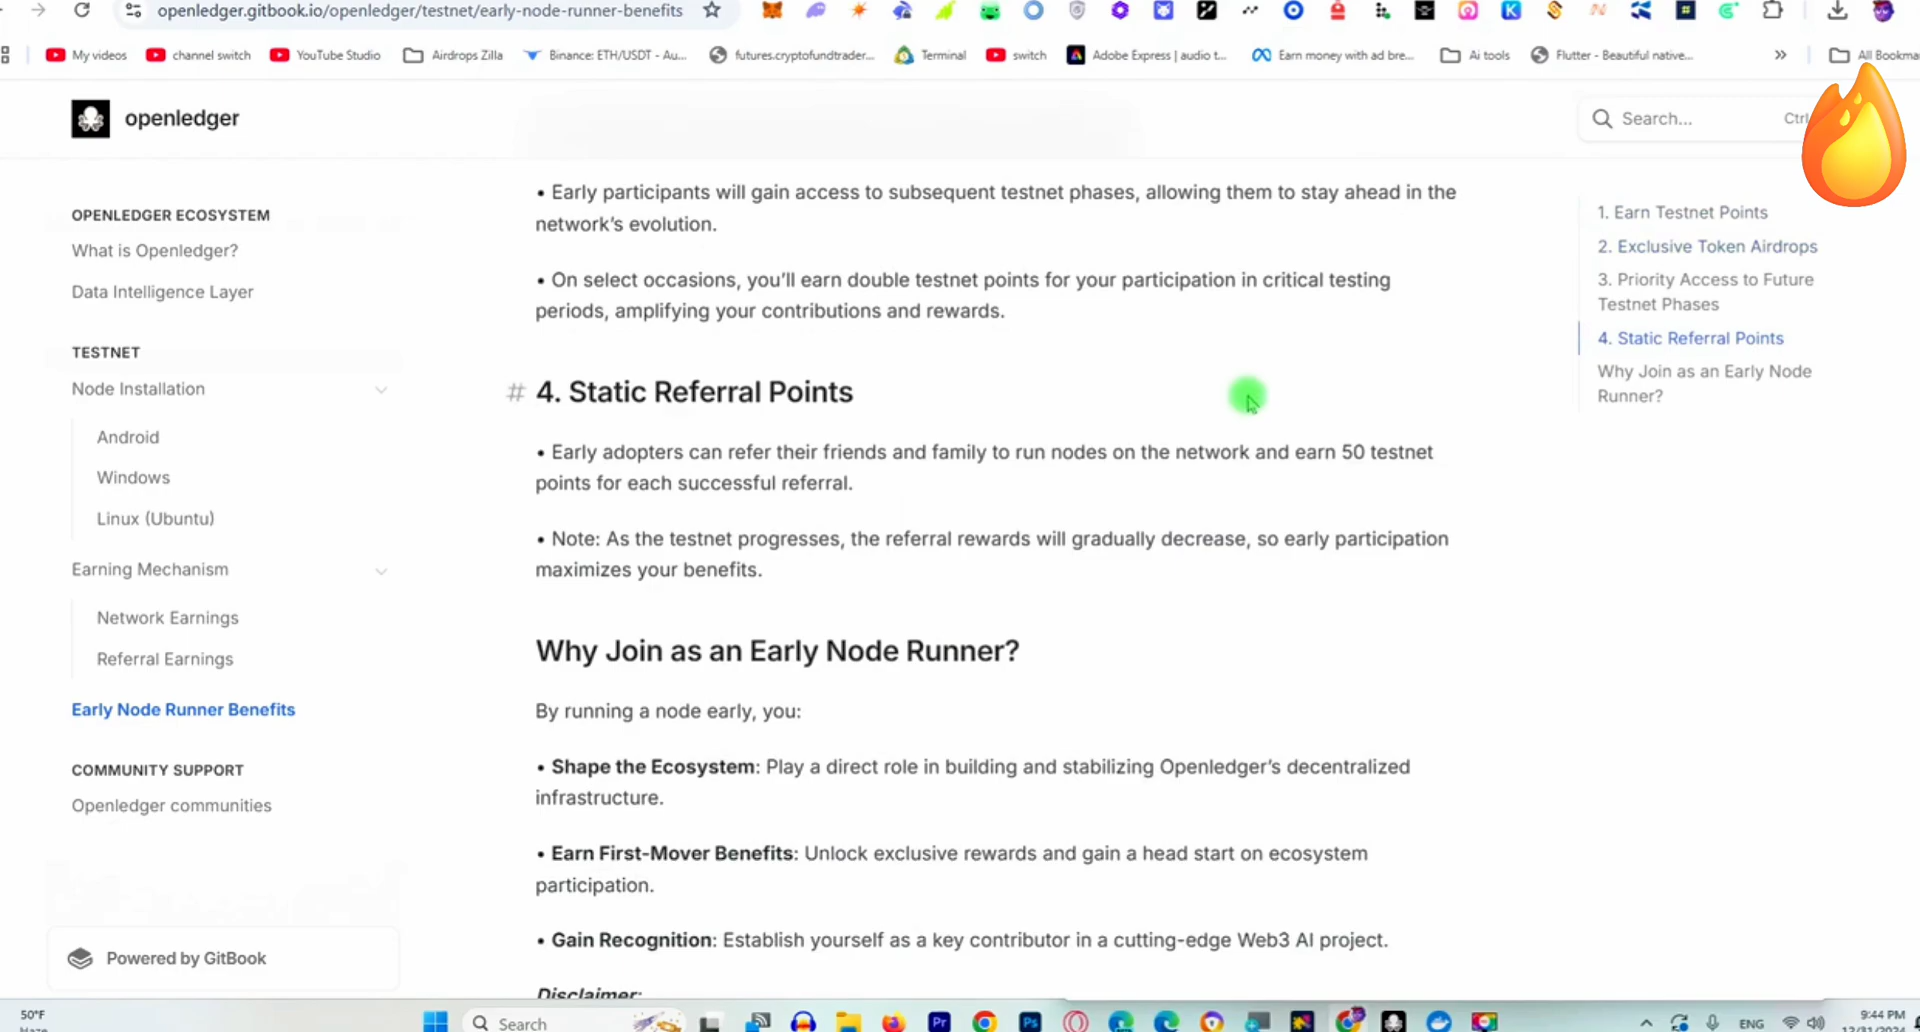 openledger.gitbook.io/openledger/testnet/early-node-runner-benefits
My videos
channel switch
YouTube Studio
Airdrops Zilla
Binance: ETH/USDT - Au...
futures.cryptofundtrader...
Terminal
switch
Adobe Express | audio t...
Earn money with ad bre...
Ai tools
Flutter - Beautiful native...
»
All Bookma
openledger
Search...
Ctrl
OPENLEDGER ECOSYSTEM
What is Openledger?
Data Intelligence Layer
TESTNET
Node Installation
Android
Windows
Linux (Ubuntu)
Earning Mechanism
Network Earnings
Referral Earnings
Early Node Runner Benefits
COMMUNITY SUPPORT
Openledger communities
Powered by GitBook
• Early participants will gain access to subsequent testnet phases, allowing them to stay ahead in the
network's evolution.
• On select occasions, you'll earn double testnet points for your participation in critical testing
periods, amplifying your contributions and rewards.
# 4. Static Referral Points
• Early adopters can refer their friends and family to run nodes on the network and earn 50 testnet
points for each successful referral.
• Note: As the testnet progresses, the referral rewards will gradually decrease, so early participation
maximizes your benefits.
Why Join as an Early Node Runner?
By running a node early, you:
• Shape the Ecosystem: Play a direct role in building and stabilizing Openledger's decentralized
infrastructure.
• Earn First-Mover Benefits: Unlock exclusive rewards and gain a head start on ecosystem
participation.
• Gain Recognition: Establish yourself as a key contributor in a cutting-edge Web3 AI project.
Disclaimer:
1. Earn Testnet Points
2. Exclusive Token Airdrops
3. Priority Access to Future
Testnet Phases
4. Static Referral Points
Why Join as an Early Node
Runner?
50°F
Haze
Search
Pr
Ps
ENG
9:44 PM
12/31/2024